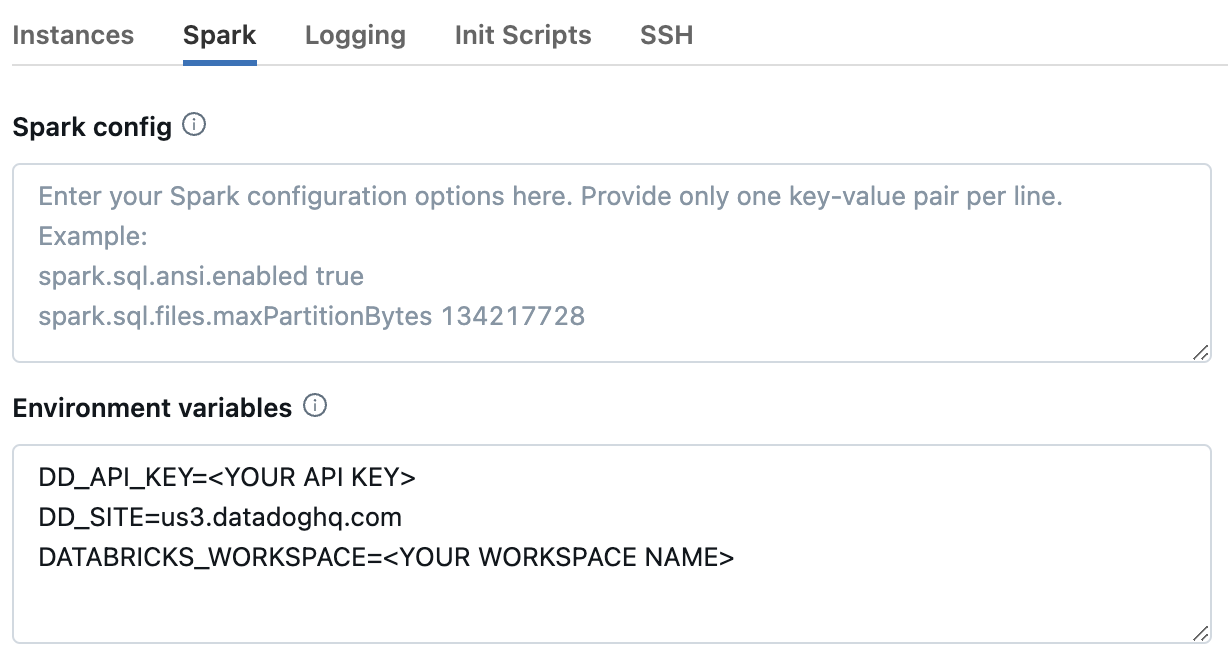 Instances Spark Logging Init Scripts SSH
Spark config
Enter your Spark configuration options here. Provide only one key-value pair per line.
Example:
spark.sql.ansi.enabled true
spark.sql.files.maxPartitionBytes 134217728
Environment variables
DD_API_KEY=<YOUR API KEY>
DD_SITE=us3.datadoghq.com
DATABRICKS_WORKSPACE=<YOUR WORKSPACE NAME>